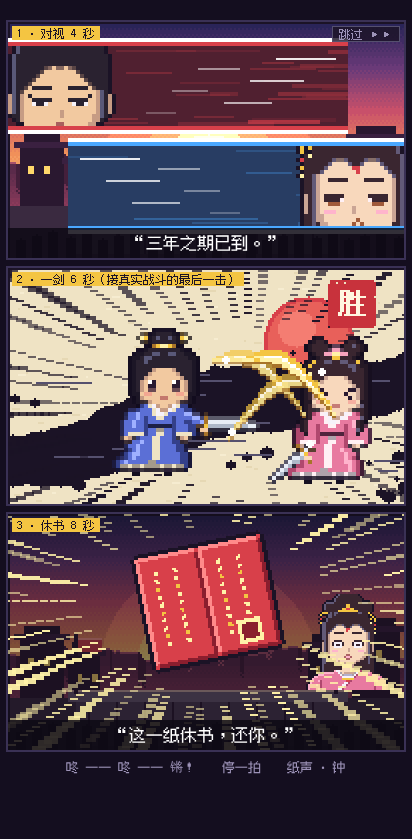 1 · 对视 4 秒
跳过 ▸▸
“三年之期已到。”
2 · 一剑 6 秒（接真实战斗的最后一击）
胜
3 · 休书 8 秒
“这一纸休书，还你。”
咚 —— 咚 —— 锵！ 停一拍 纸声 · 钟